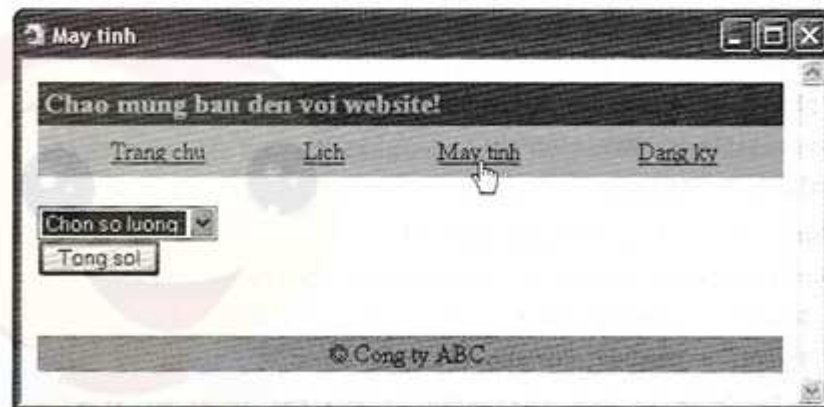 May tinh
Chao mung ban den voi website!
Trang chu Lich May tinh Dang ky
Chon so luong
Tong so!
© Cong ty ABC